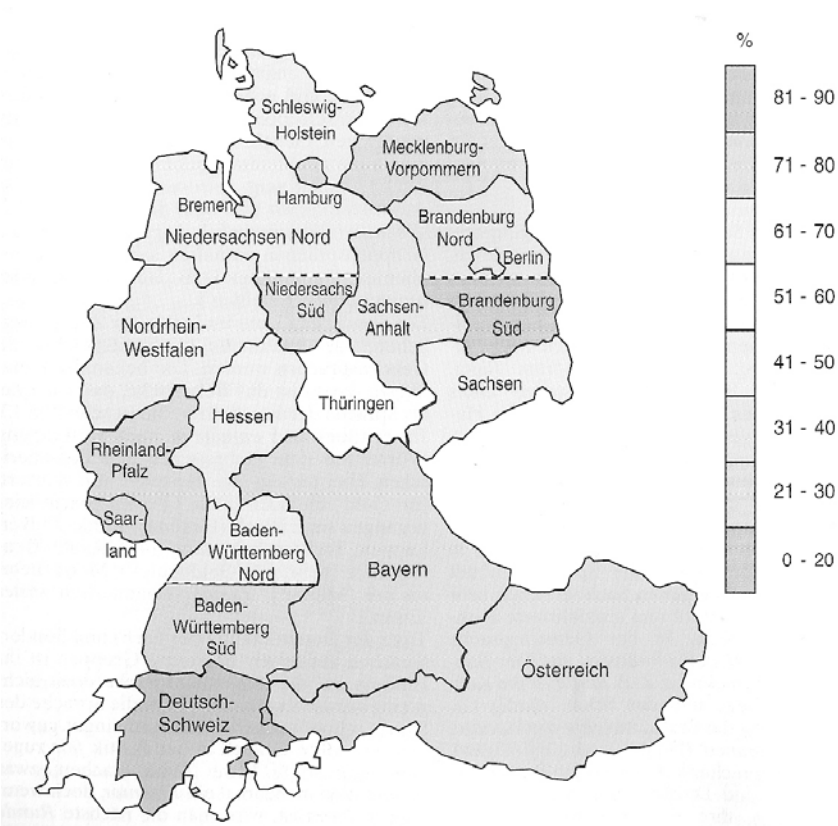 %
81 - 90
71 - 80
61 - 70
51 - 60
41 - 50
31 - 40
21 - 30
0 - 20
Schleswig-
Holstein
Mecklenburg-
Vorpommern
Hamburg
Bremen
Niedersachsen Nord
Brandenburg
Nord
Berlin
Niedersachs.
Süd
Sachsen-
Anhalt
Brandenburg
Süd
Nordrhein-
Westfalen
Sachsen
Thüringen
Hessen
Rheinland-
Pfalz
Saar-
land
Baden-
Württemberg
Nord
Bayern
Baden-
Württemberg
Süd
Österreich
Deutsch-
Schweiz